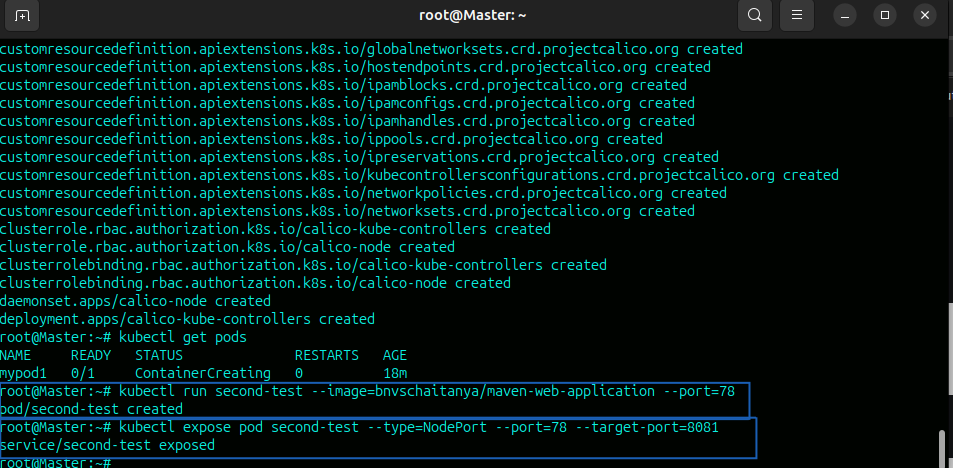 root@Master: ~
customresourcedefinition.apiextensions.k8s.io/globalnetworksets.crd.projectcalico.org created
customresourcedefinition.apiextensions.k8s.io/hostendpoints.crd.projectcalico.org created
customresourcedefinition.apiextensions.k8s.io/ipamblocks.crd.projectcalico.org created
customresourcedefinition.apiextensions.k8s.io/ipamconfigs.crd.projectcalico.org created
customresourcedefinition.apiextensions.k8s.io/ipamhandles.crd.projectcalico.org created
customresourcedefinition.apiextensions.k8s.io/ippools.crd.projectcalico.org created
customresourcedefinition.apiextensions.k8s.io/ipreservations.crd.projectcalico.org created
customresourcedefinition.apiextensions.k8s.io/kubecontrollersconfigurations.crd.projectcalico.org created
customresourcedefinition.apiextensions.k8s.io/networkpolicies.crd.projectcalico.org created
customresourcedefinition.apiextensions.k8s.io/networksets.crd.projectcalico.org created
clusterrole.rbac.authorization.k8s.io/calico-kube-controllers created
clusterrole.rbac.authorization.k8s.io/calico-node created
clusterrolebinding.rbac.authorization.k8s.io/calico-kube-controllers created
clusterrolebinding.rbac.authorization.k8s.io/calico-node created
daemonset.apps/calico-node created
deployment.apps/calico-kube-controllers created
root@Master:~# kubectl get pods
NAME     READY   STATUS              RESTARTS   AGE
mypod1   0/1     ContainerCreating   0          18m
root@Master:~# kubectl run second-test --image=bnvschaitanya/maven-web-application --port=78
pod/second-test created
root@Master:~# kubectl expose pod second-test --type=NodePort --port=78 --target-port=8081
service/second-test exposed
root@Master:~#